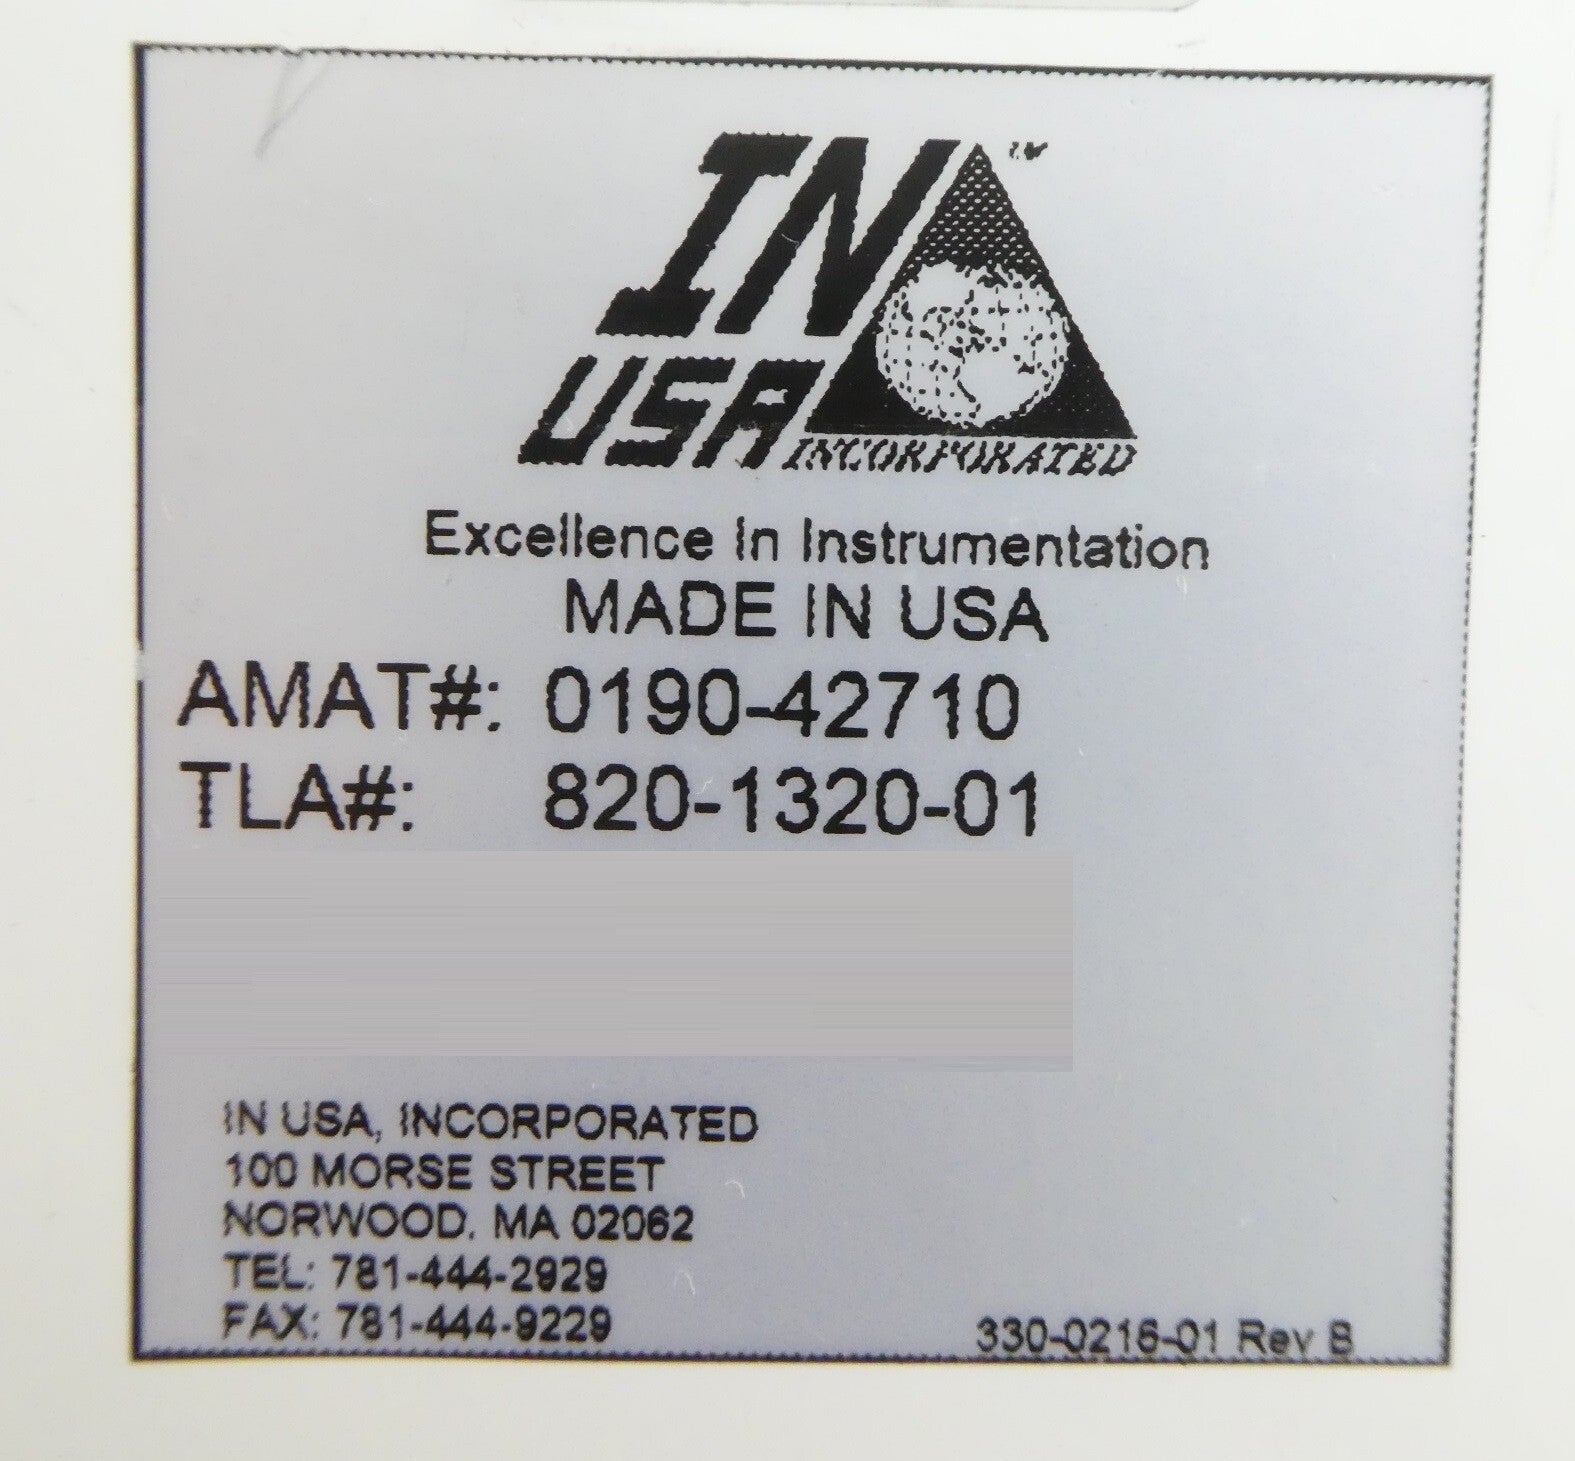 IN
USA
INCORPORATED
TM
Excellence In Instrumentation
MADE IN USA
AMAT#: 0190-42710
TLA#: 820-1320-01
IN USA, INCORPORATED
100 MORSE STREET
NORWOOD, MA 02062
TEL: 781-444-2929
FAX: 781-444-9229
330-0216-01 Rev B